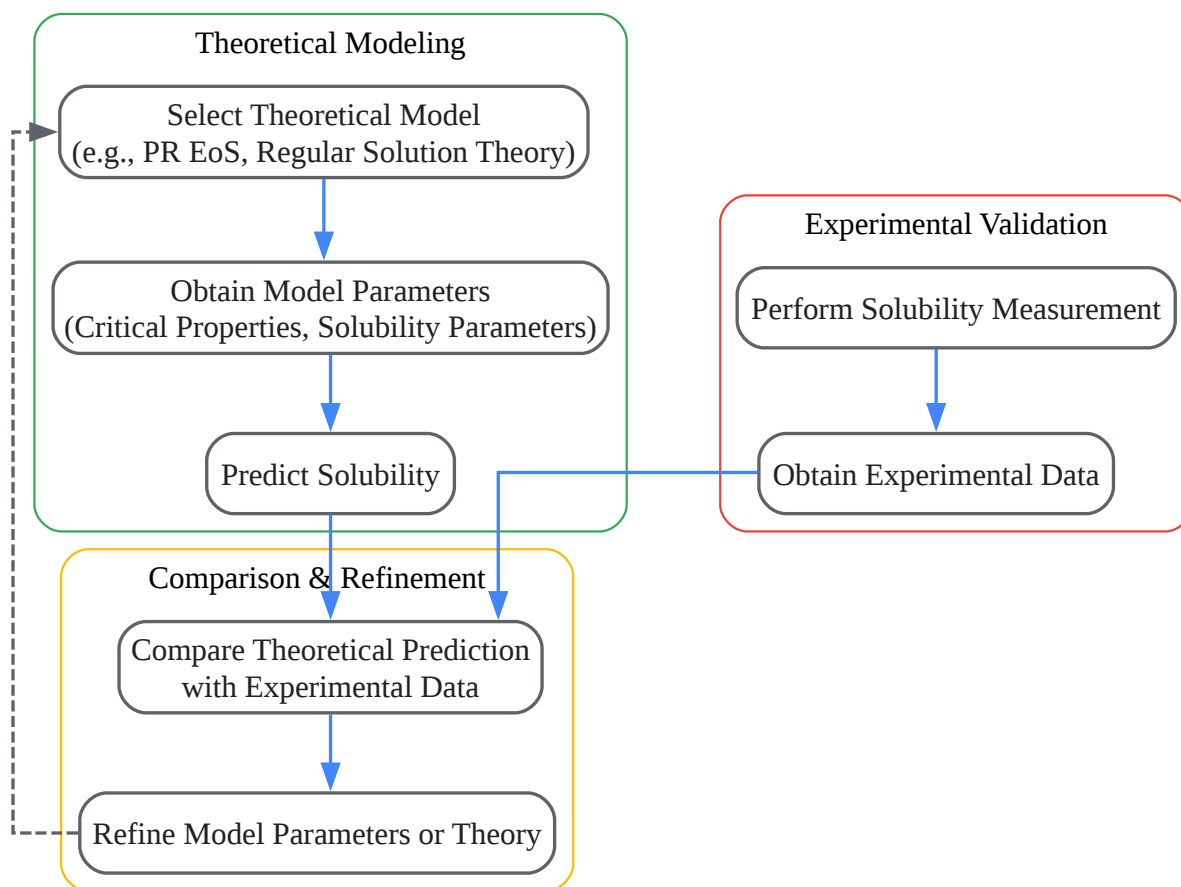 Theoretical Modeling
Select Theoretical Model
(e.g., PR EoS, Regular Solution Theory)
Obtain Model Parameters
(Critical Properties, Solubility Parameters)
Predict Solubility
Experimental Validation
Perform Solubility Measurement
Obtain Experimental Data
Comparison & Refinement
Compare Theoretical Prediction
with Experimental Data
Refine Model Parameters or Theory